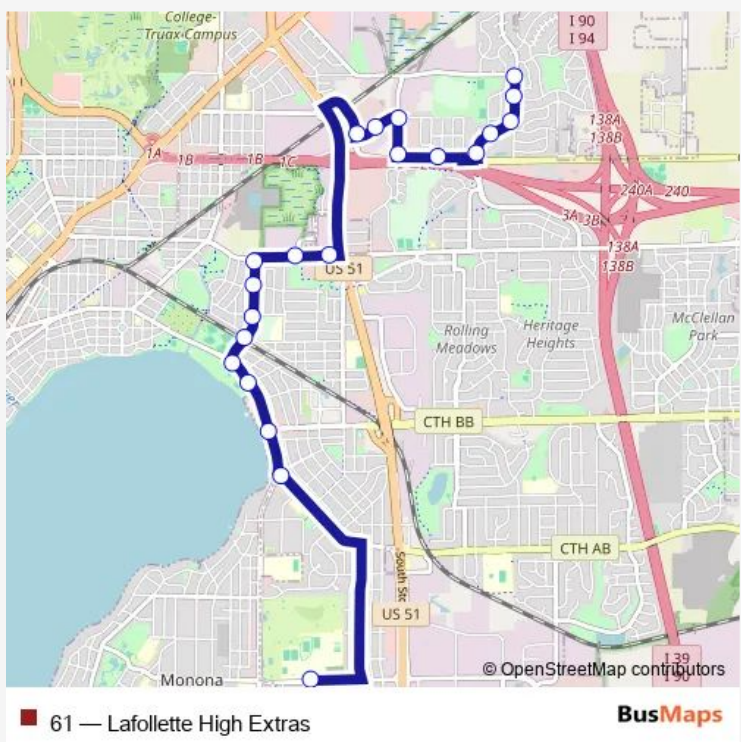 College-
Truax Campus
I 90
I 94
138A
138B
1A
1B
1B
1C
240A
240
3A
3B
138A
138B
US 51
Rolling
Meadows
Heritage
Heights
McClellan
Park
CTH BB
CTH AB
South Sto
US 51
I 39
I 90
Monona
© OpenStreetMap contributors
61 — Lafollette High Extras
BusMaps